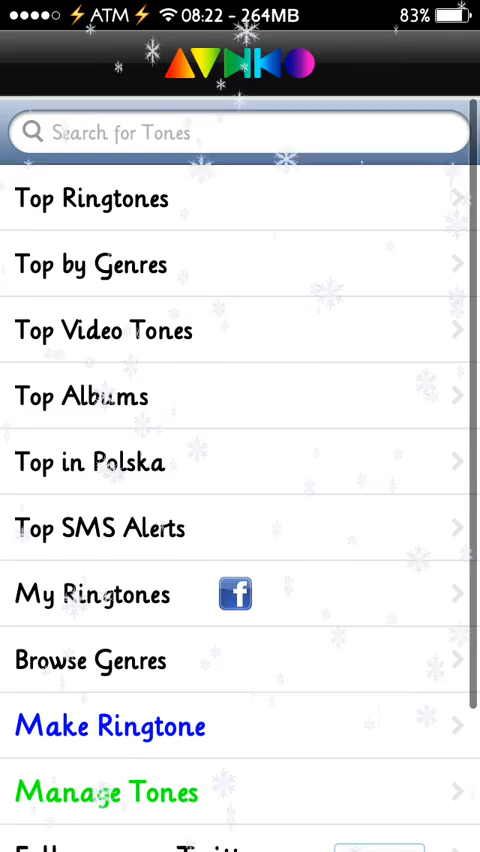 ATM 08:22 - 264MB 83%
AVKKO
Search for Tones
Top Ringtones
Top by Genres
Top Video Tones
Top Albums
Top in Polska
Top SMS Alerts
My Ringtones f
Browse Genres
Make Ringtone
Manage Tones